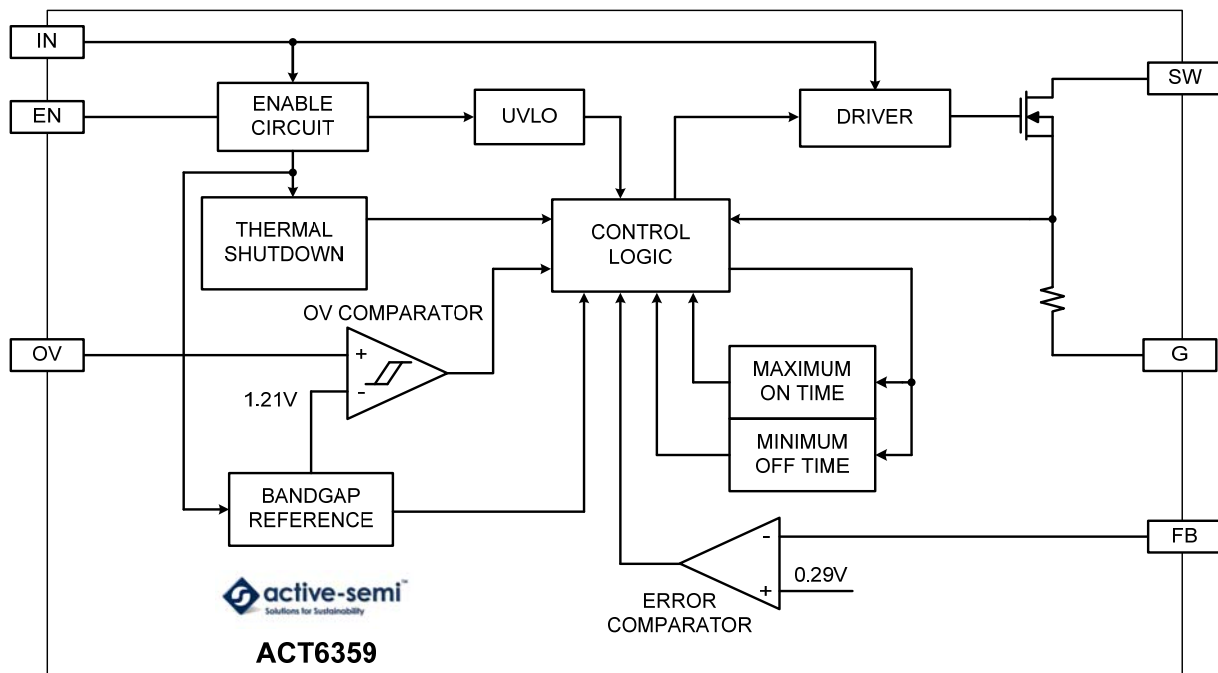 IN
SW
EN
ENABLE
CIRCUIT
UVLO
DRIVER
THERMAL
SHUTDOWN
CONTROL
LOGIC
OV COMPARATOR
OV
+
-
1.21V
G
MAXIMUM
ON TIME
MINIMUM
OFF TIME
BANDGAP
REFERENCE
FB
-
+
0.29V
ERROR
COMPARATOR
active-semi™
Solutions for Sustainability
ACT6359